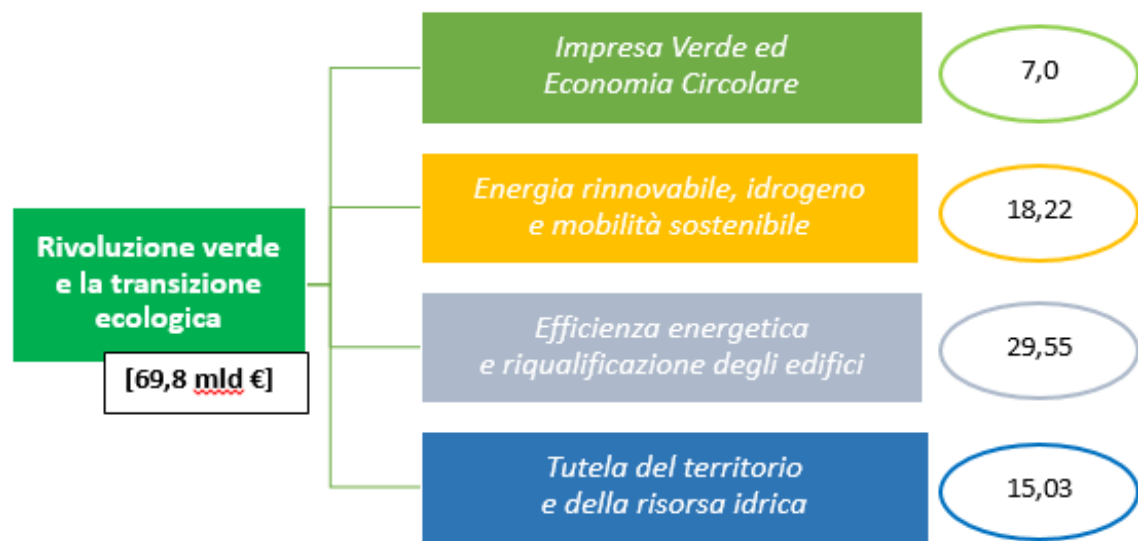 Rivoluzione verde
e la transizione
ecologica
[69,8 mld €]
Impresa Verde ed
Economia Circolare
7,0
Energia rinnovabile, idrogeno
e mobilità sostenibile
18,22
Efficienza energetica
e riqualificazione degli edifici
29,55
Tutela del territorio
e della risorsa idrica
15,03